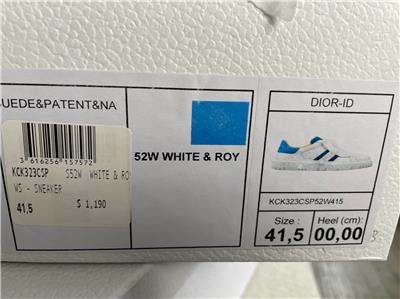 SUEDE&PATENT&NA
3 616256 157572
KCK323CSP S52W WHITE & RO
WS - SNEAKER
41,5 $ 1,190
52W WHITE & ROY
DIOR-ID
KCK323CSP52W415
Size : Heel (cm):
41,5 00,00
8